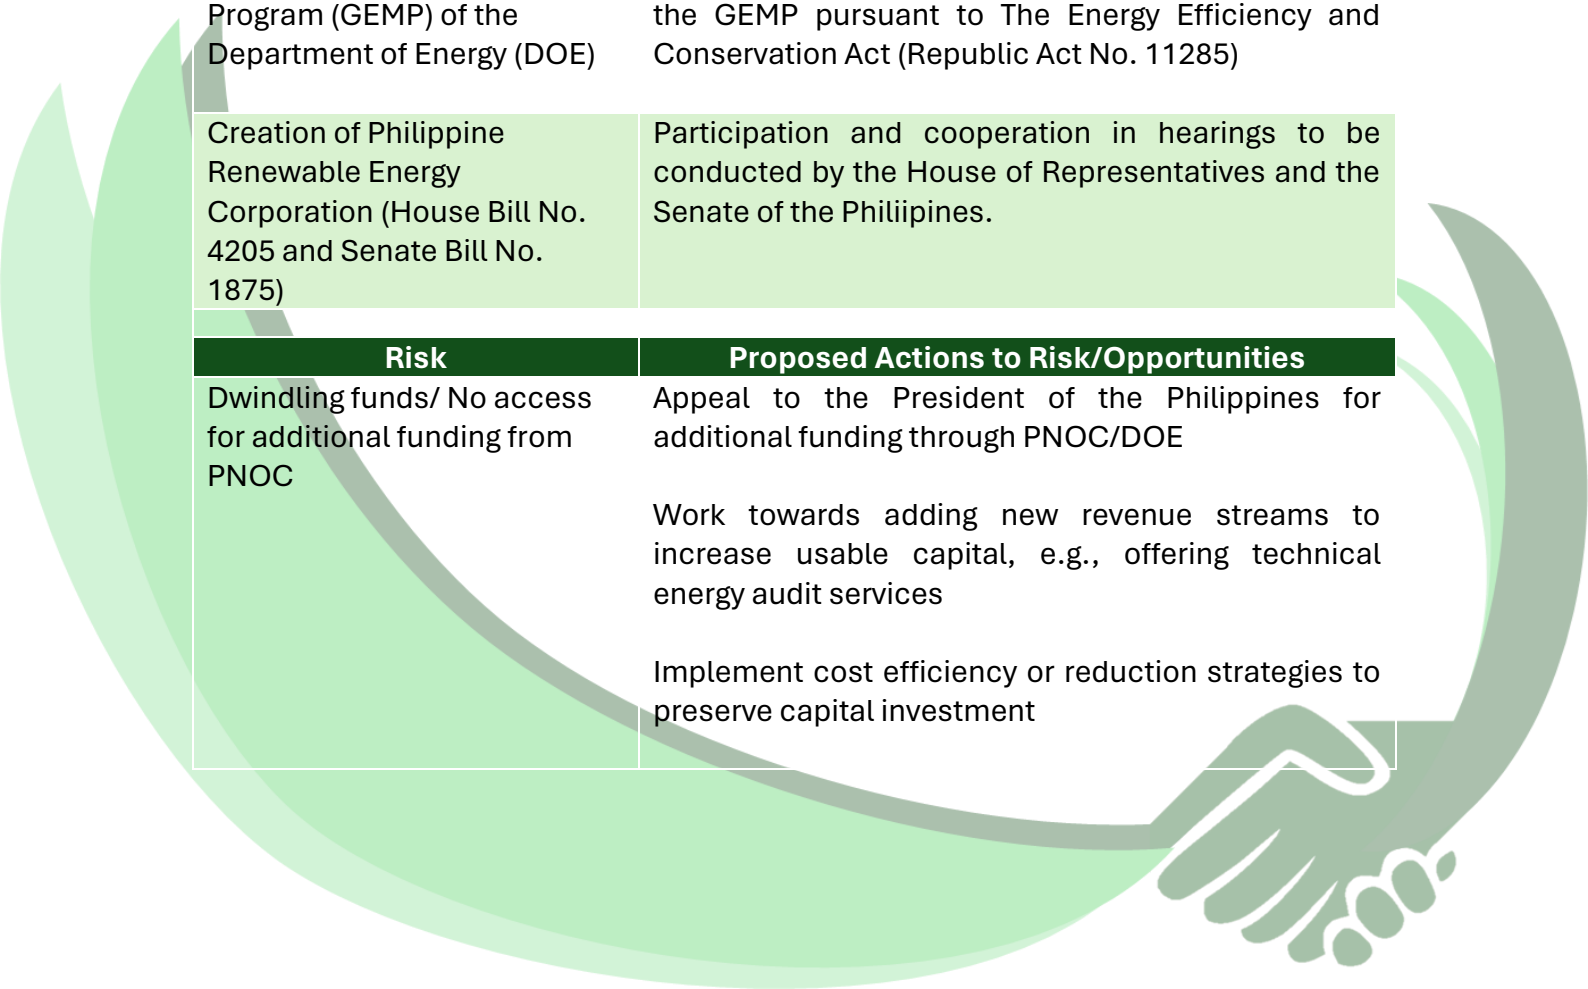 Program (GEMP) of the
Department of Energy (DOE)
the GEMP pursuant to The Energy Efficiency and
Conservation Act (Republic Act No. 11285)
Creation of Philippine
Renewable Energy
Corporation (House Bill No.
4205 and Senate Bill No.
1875)
Participation and cooperation in hearings to be
conducted by the House of Representatives and the
Senate of the Philiipines.
Risk
Proposed Actions to Risk/Opportunities
Dwindling funds/ No access
for additional funding from
PNOC
Appeal to the President of the Philippines for
additional funding through PNOC/DOE
Work towards adding new revenue streams to
increase usable capital, e.g., offering technical
energy audit services
Implement cost efficiency or reduction strategies to
preserve capital investment